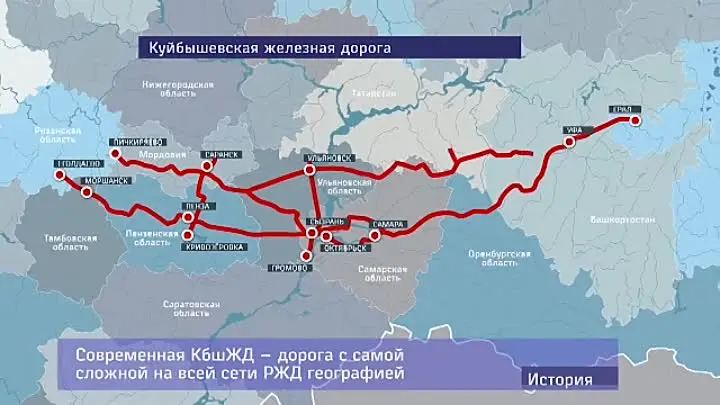 Куйбышевская железная дорога
Нижегородская
область
Татарстан
ЕРАЛ
УФА
Рязанская
область
ПИЧКИРЯЕВО
Мордовия
САРАНСК
УЛЬЯНОВСК
МОРШАНСК
Ульяновская
область
ПЕНЗА
Башкортостан
СЫЗРАНЬ
САМАРА
Пензенская
область
КРИВОЗЕРОВКА
ОКТЯБРЬСК
Тамбовская
область
ГРОМОВО
Самарская
область
Оренбургская
область
Саратовская
область
Современная КбшЖД – дорога с самой
сложной на всей сети РЖД географией
История